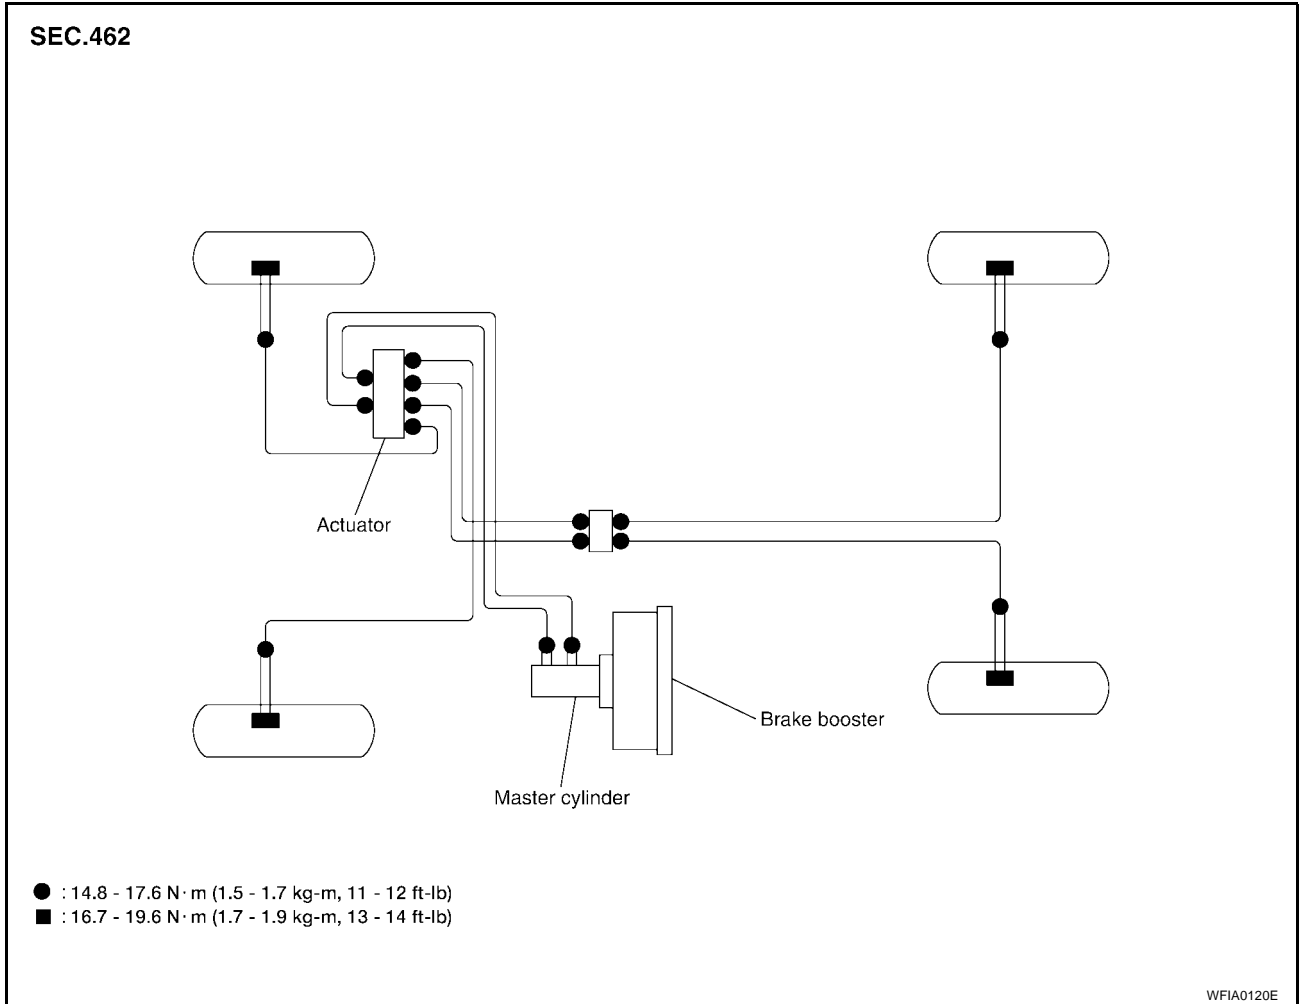 SEC.462
Actuator
Brake booster
Master cylinder
● : 14.8 - 17.6 N·m (1.5 - 1.7 kg-m, 11 - 12 ft-lb)
■ : 16.7 - 19.6 N·m (1.7 - 1.9 kg-m, 13 - 14 ft-lb)
WFIA0120E